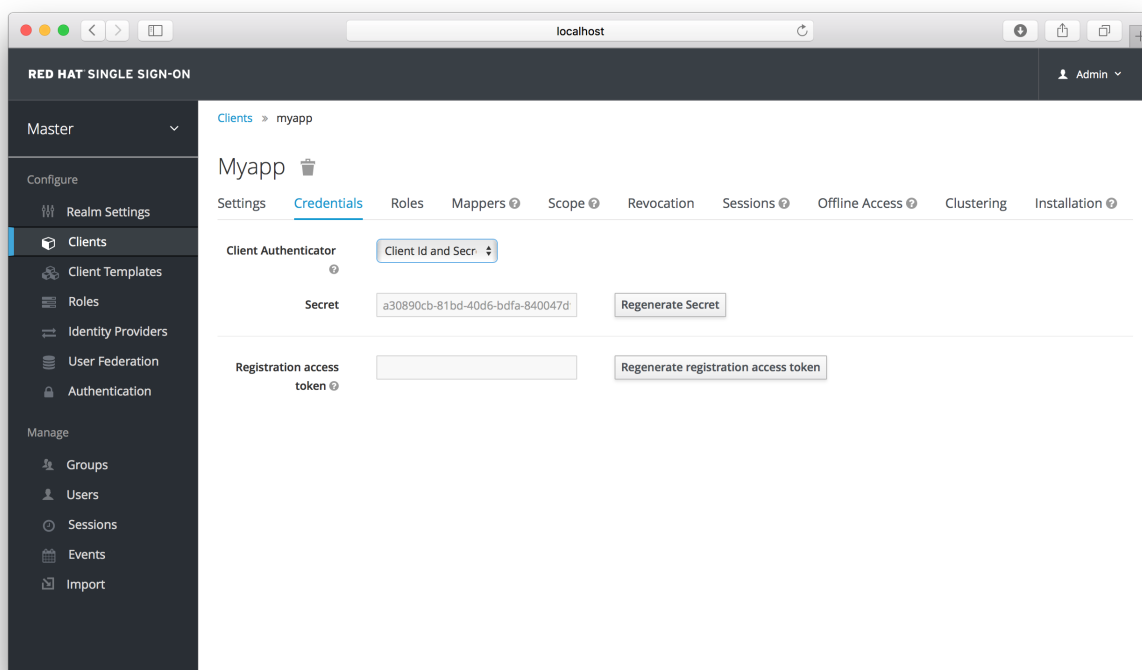 localhost
RED HAT SINGLE SIGN-ON
Admin
Master
Configure
Realm Settings
Clients
Client Templates
Roles
Identity Providers
User Federation
Authentication
Manage
Groups
Users
Sessions
Events
Import
Clients » myapp
Myapp
Settings Credentials Roles Mappers Scope Revocation Sessions Offline Access Clustering Installation
Client Authenticator Client Id and Secr
Secret a30890cb-81bd-40d6-bdfa-840047d Regenerate Secret
Registration access
token
Regenerate registration access token